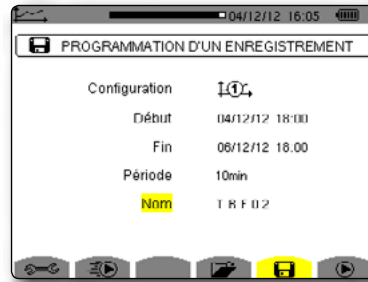 04/12/12 16:05
PROGRAMMATION D'UN ENREGISTREMENT
Configuration 1
Début 04/12/12 18:00
Fin 06/12/12 18.00
Période 10min
Nom T R F 0 2